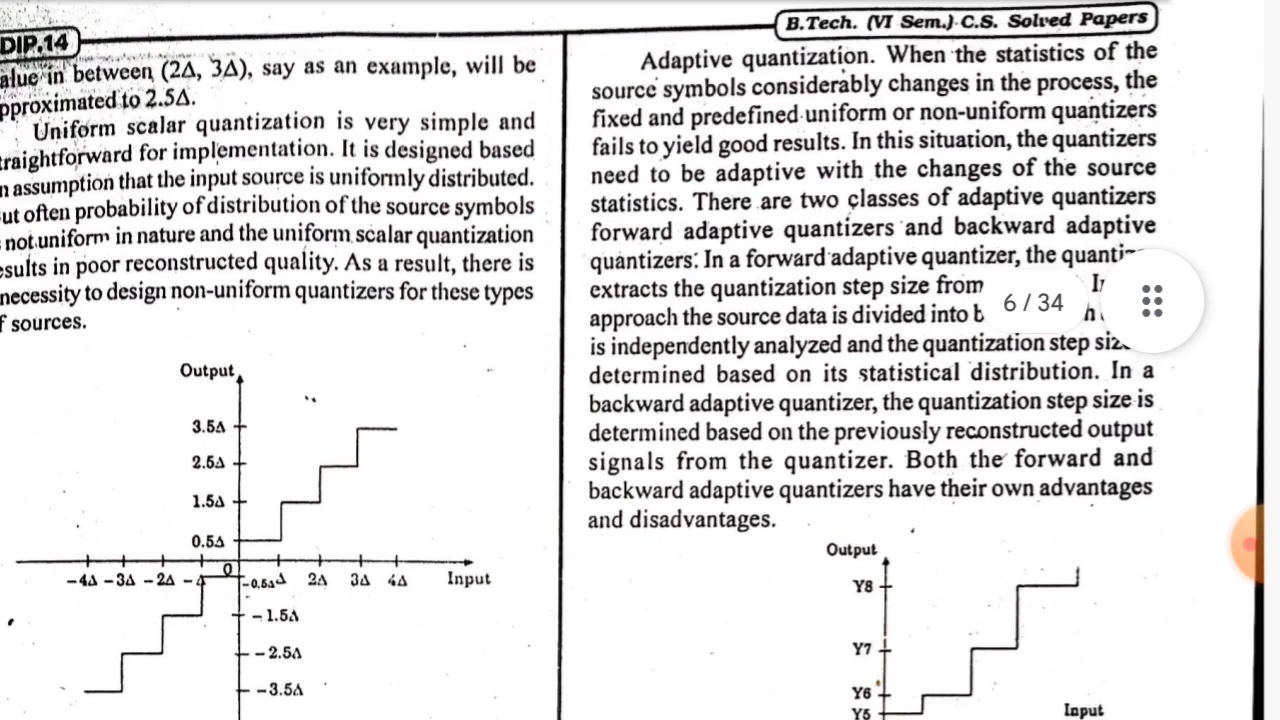 DIP.14
B.Tech. (VI Sem.) C.S. Solved Papers
alue in between (2Δ, 3Δ), say as an example, will be
pproximated to 2.5Δ.
Uniform scalar quantization is very simple and
traightforward for implementation. It is designed based
n assumption that the input source is uniformly distributed.
ut often probability of distribution of the source symbols
not uniform in nature and the uniform scalar quantization
esults in poor reconstructed quality. As a result, there is
necessity to design non-uniform quantizers for these types
f sources.
Output
3.5Δ
2.5Δ
1.5Δ
0.5Δ
-4Δ -3Δ -2Δ -Δ 0 Δ 2Δ 3Δ 4Δ Input
-0.5Δ
-1.5Δ
-2.5Δ
-3.5Δ
Adaptive quantization. When the statistics of the
source symbols considerably changes in the process, the
fixed and predefined uniform or non-uniform quantizers
fails to yield good results. In this situation, the quantizers
need to be adaptive with the changes of the source
statistics. There are two classes of adaptive quantizers
forward adaptive quantizers and backward adaptive
quantizers: In a forward adaptive quantizer, the quanti
extracts the quantization step size from
approach the source data is divided into b
is independently analyzed and the quantization step siz
determined based on its statistical distribution. In a
backward adaptive quantizer, the quantization step size is
determined based on the previously reconstructed output
signals from the quantizer. Both the forward and
backward adaptive quantizers have their own advantages
and disadvantages.
6 / 34
Output
Y8
Y7
Y6
Y5
Input